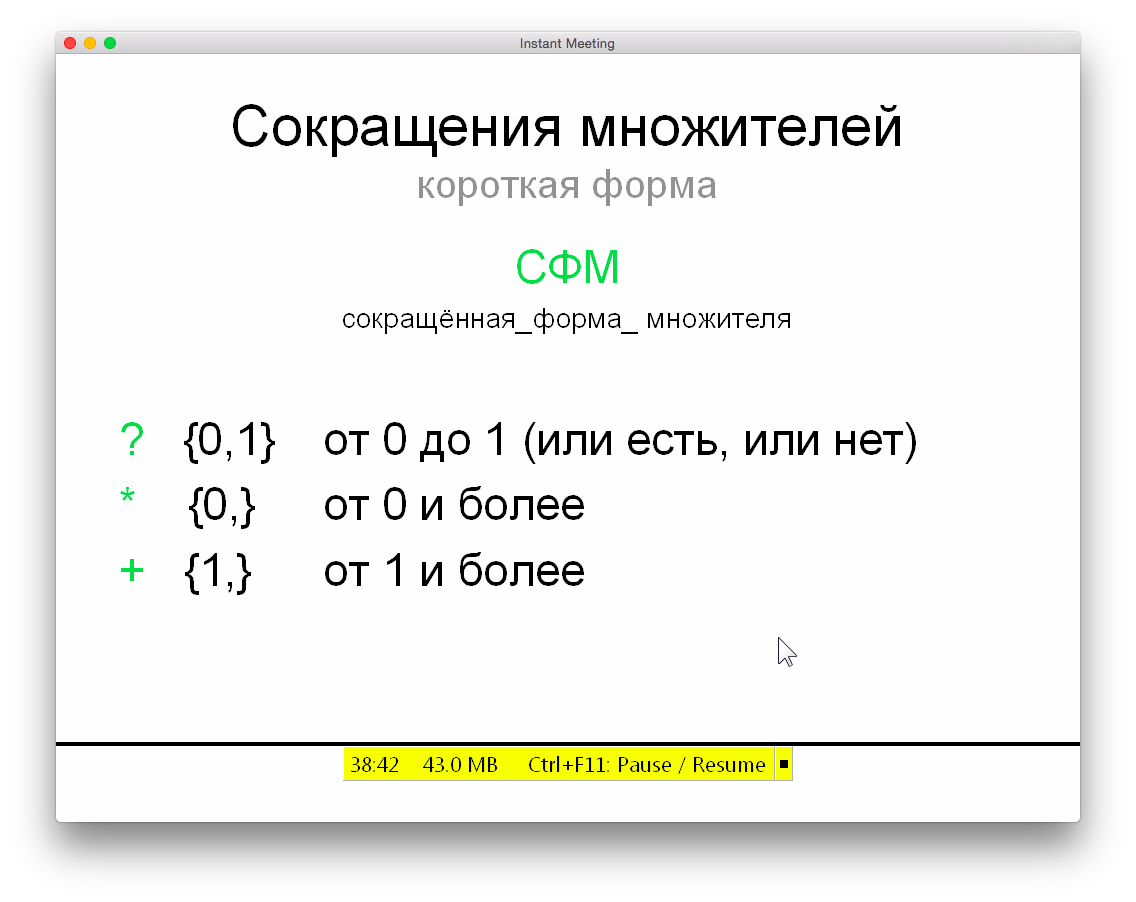 Instant Meeting
Сокращения множителей
короткая форма
СФМ
сокращённая_форма_ множителя
? {0,1} от 0 до 1 (или есть, или нет)
* {0,} от 0 и более
+ {1,} от 1 и более
38:42 43.0 MB Ctrl+F11: Pause / Resume